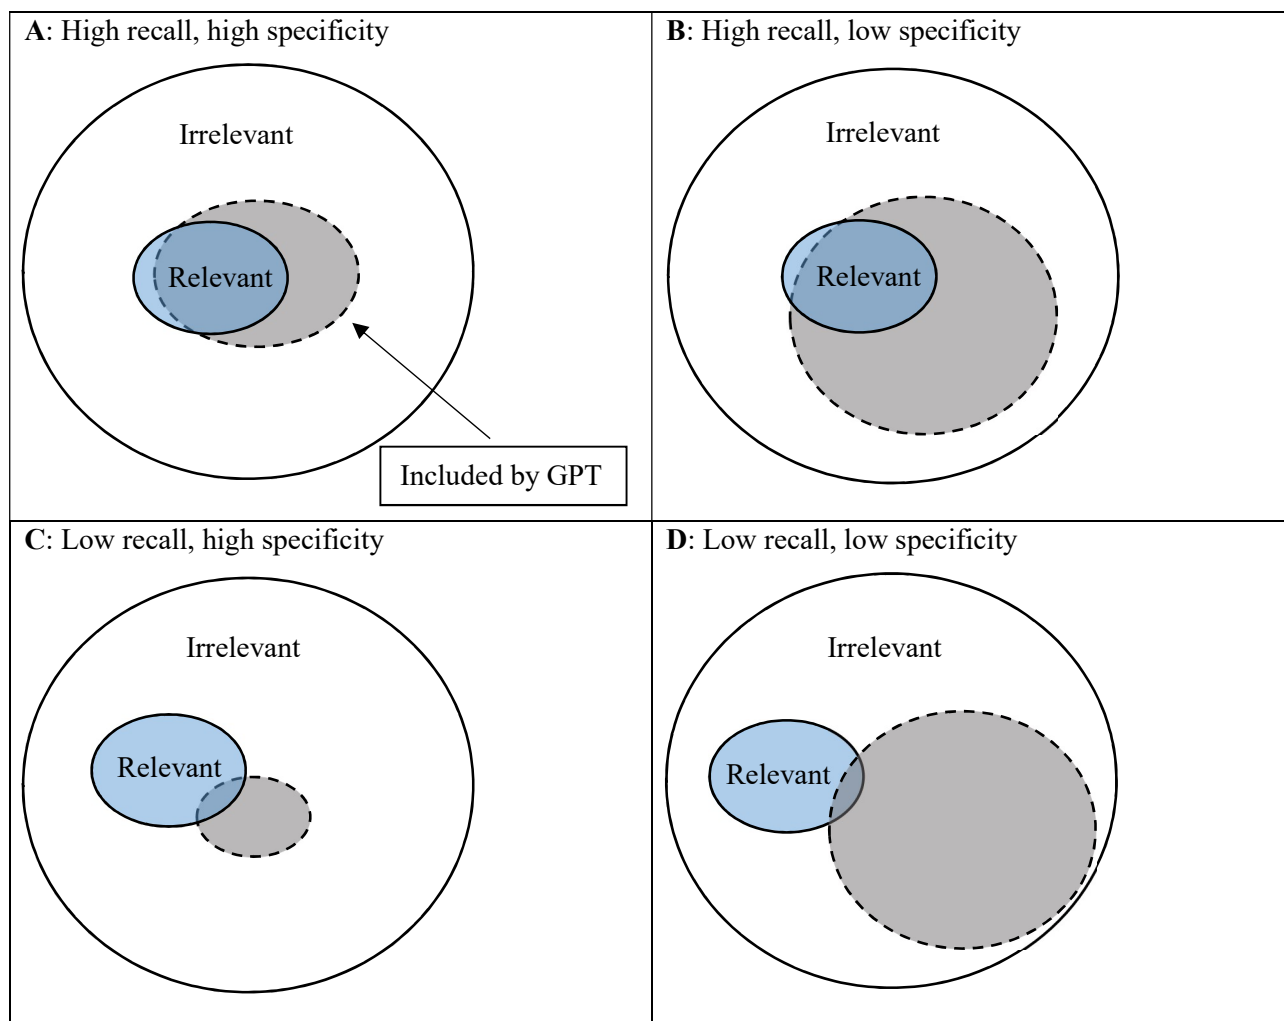 A: High recall, high specificity
Irrelevant
Relevant
Included by GPT
B: High recall, low specificity
Irrelevant
Relevant
C: Low recall, high specificity
Irrelevant
Relevant
D: Low recall, low specificity
Irrelevant
Relevant